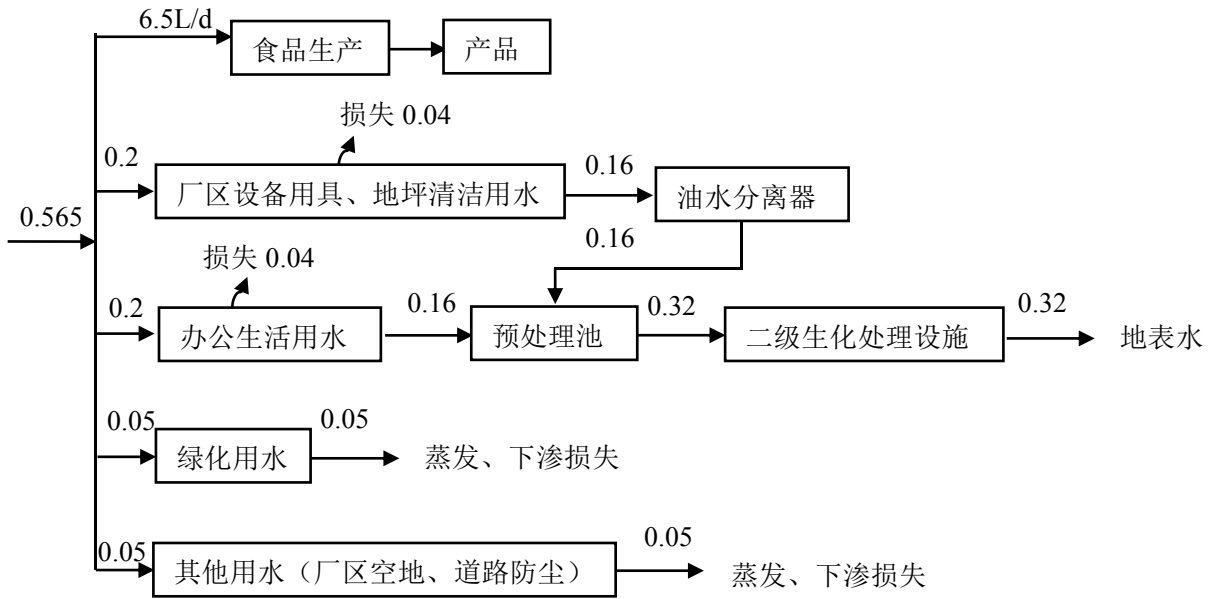 6.5L/d
食品生产
产品
损失 0.04
0.2
厂区设备用具、地坪清洁用水
0.16
油水分离器
0.565
0.16
损失 0.04
0.2
办公生活用水
0.16
预处理池
0.32
二级生化处理设施
0.32
地表水
0.05
绿化用水
0.05
蒸发、下渗损失
0.05
其他用水（厂区空地、道路防尘）
0.05
蒸发、下渗损失